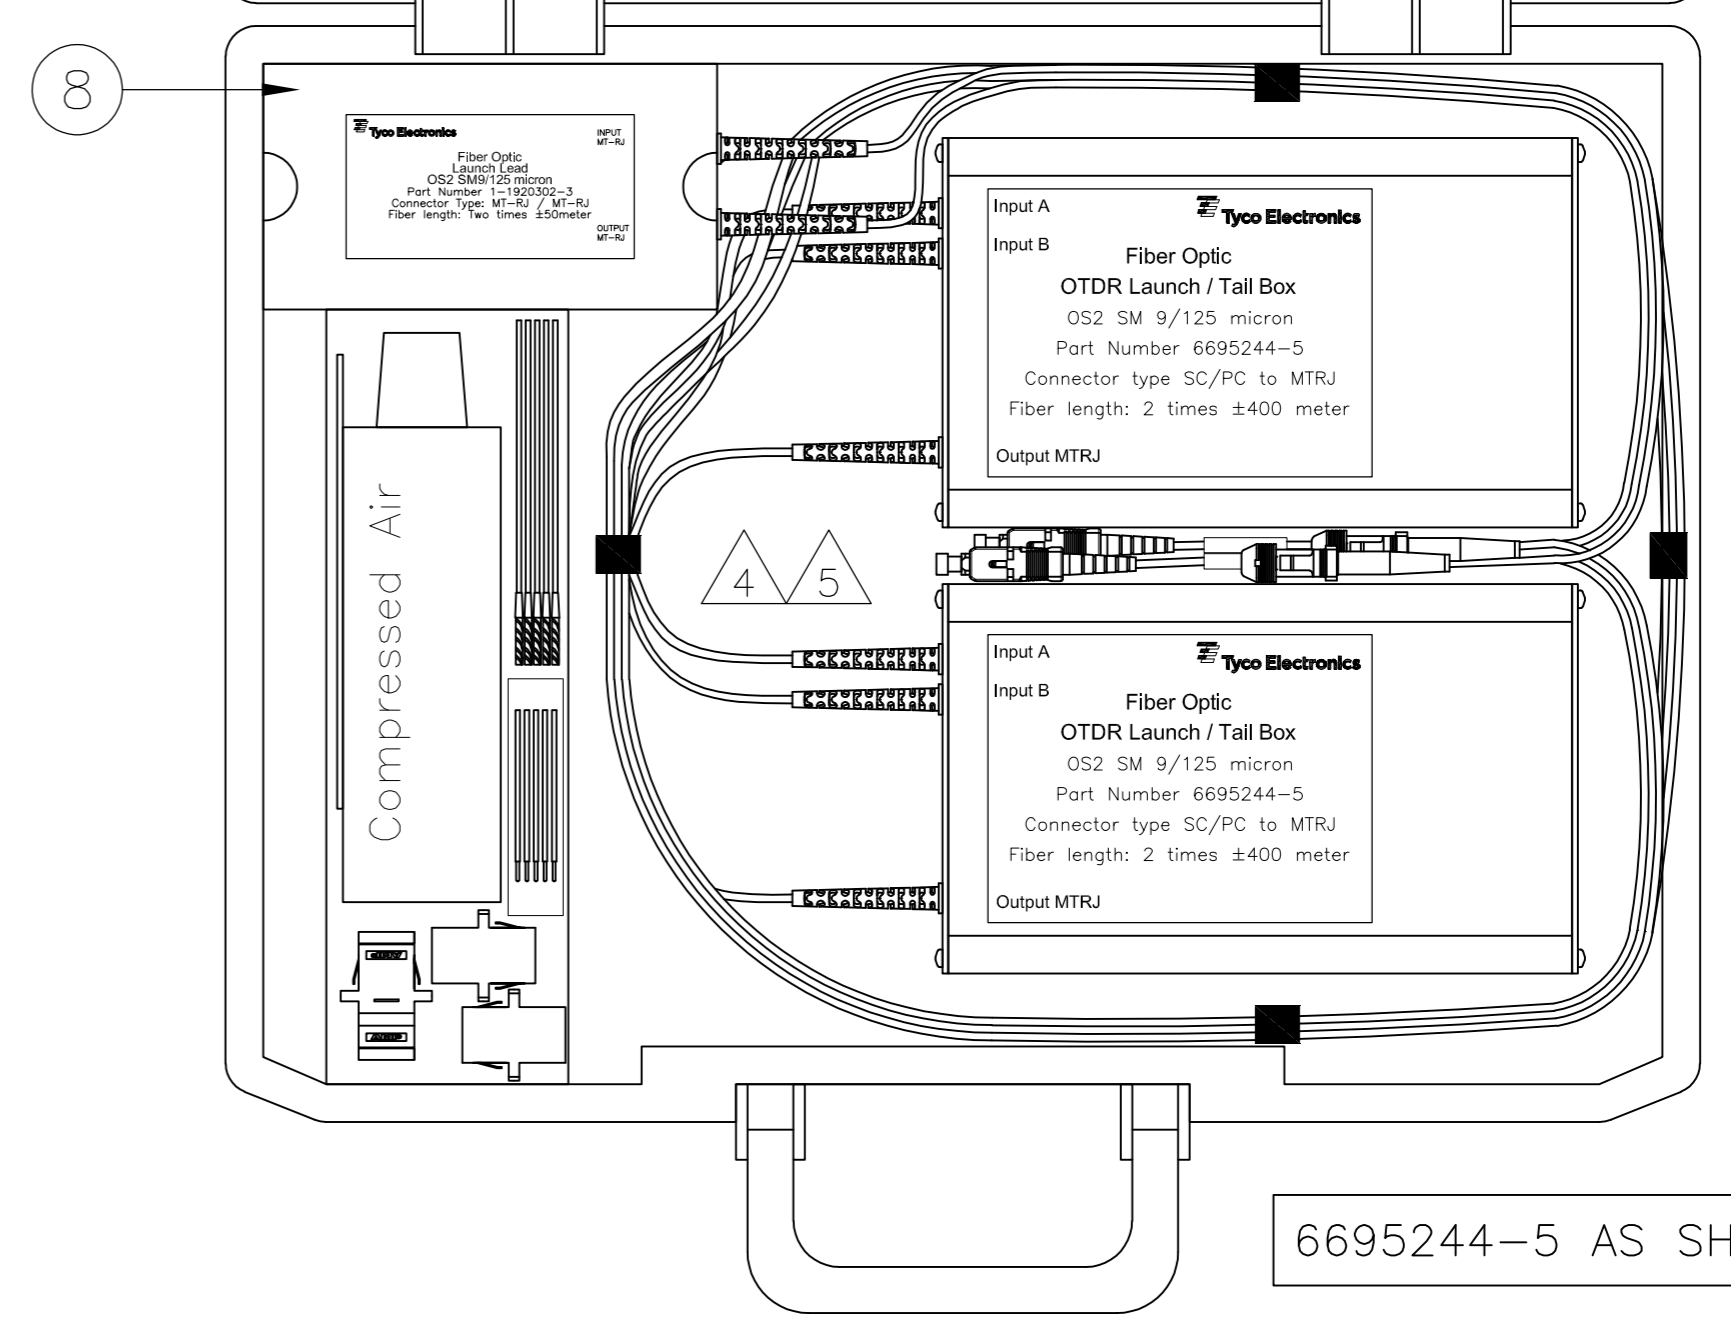 8
Tyco Electronics
INPUT
MT-RJ
Fiber Optic
Launch Lead
OS2 SM9/125 micron
Part Number 1-1920302-3
Connector Type: MT-RJ / MT-RJ
Fiber length: Two times ±50meter
OUTPUT
MT-RJ
Input A
Tyco Electronics
Input B
Fiber Optic
OTDR Launch / Tail Box
OS2 SM 9/125 micron
Part Number 6695244-5
Connector type SC/PC to MTRJ
Fiber length: 2 times ±400 meter
Output MTRJ
Compressed Air
4 5
Input A
Tyco Electronics
Input B
Fiber Optic
OTDR Launch / Tail Box
OS2 SM 9/125 micron
Part Number 6695244-5
Connector type SC/PC to MTRJ
Fiber length: 2 times ±400 meter
Output MTRJ
6695244-5 AS SH